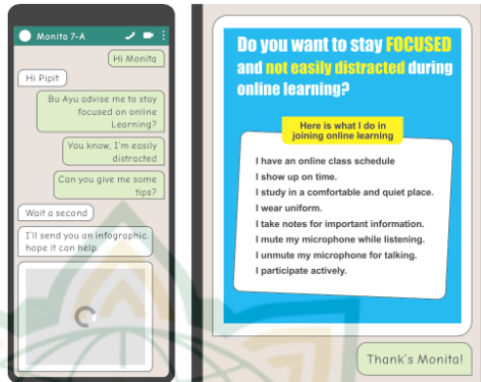 Monita 7-A
Hi Monita
Hi Pipit
Bu Ayu advise me to stay
focused on online
Learning?
You know, I'm easily
distracted
Can you give me some
tips?
Wait a second
I'll send you an infographic.
hope it can help.
Do you want to stay FOCUSED
and not easily distracted during
online learning?
Here is what I do in
joining online learning
I have an online class schedule
I show up on time.
I study in a comfortable and quiet place.
I wear uniform.
I take notes for important information.
I mute my microphone while listening.
I unmute my microphone for talking.
I participate actively.
Thank's Monita!